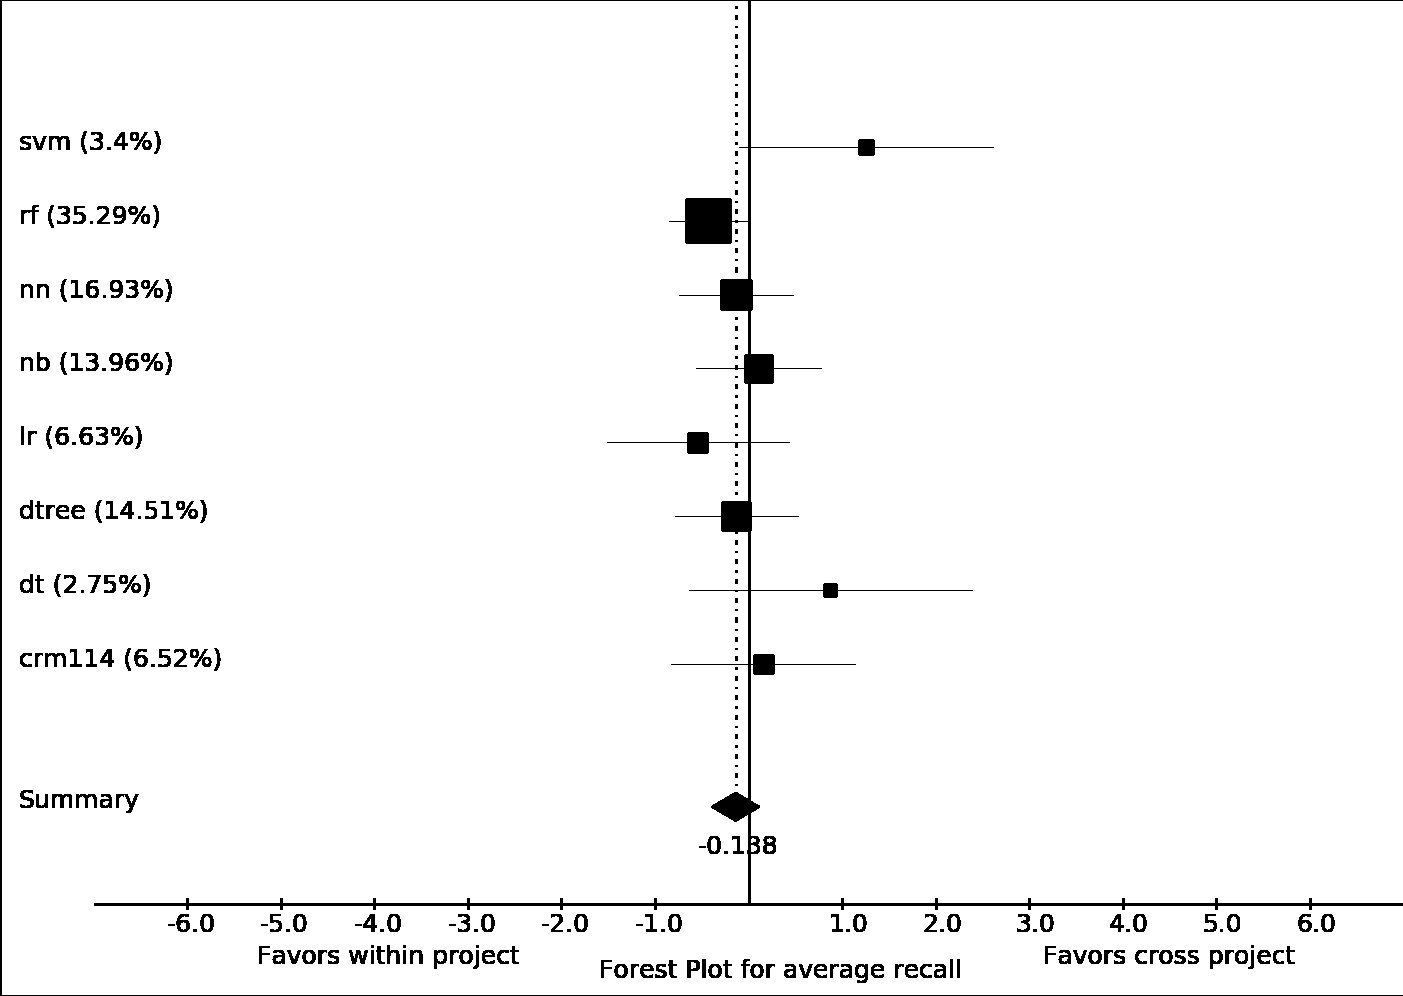 svm (3.4%)
rf (35.29%)
nn (16.93%)
nb (13.96%)
lr (6.63%)
dtree (14.51%)
dt (2.75%)
crm114 (6.52%)
Summary
-0.138
-6.0 -5.0 -4.0 -3.0 -2.0 -1.0 1.0 2.0 3.0 4.0 5.0 6.0
Favors within project Favors cross project
Forest Plot for average recall